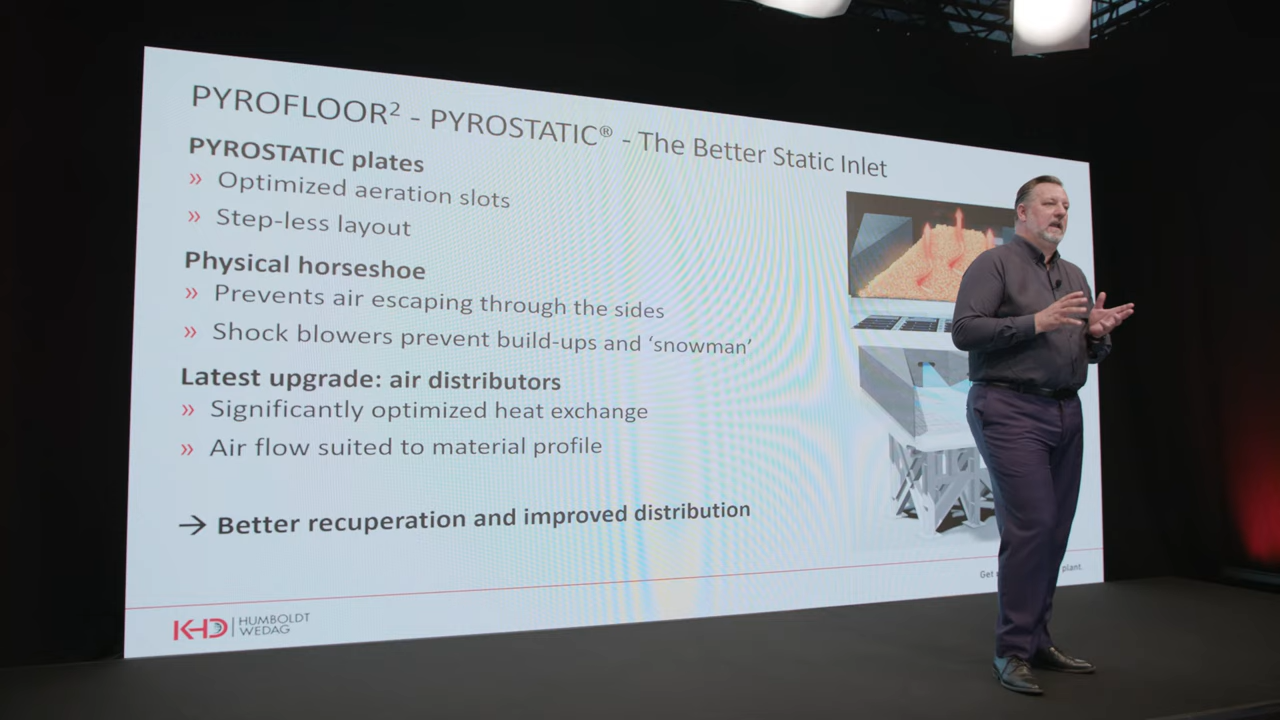 PYROFLOOR² - PYROSTATIC® - The Better Static Inlet
PYROSTATIC plates
» Optimized aeration slots
» Step-less layout
Physical horseshoe
» Prevents air escaping through the sides
» Shock blowers prevent build-ups and ‘snowman’
Latest upgrade: air distributors
» Significantly optimized heat exchange
» Air flow suited to material profile
→ Better recuperation and improved distribution
Get plant.
KHD HUMBOLDT
WEDAG